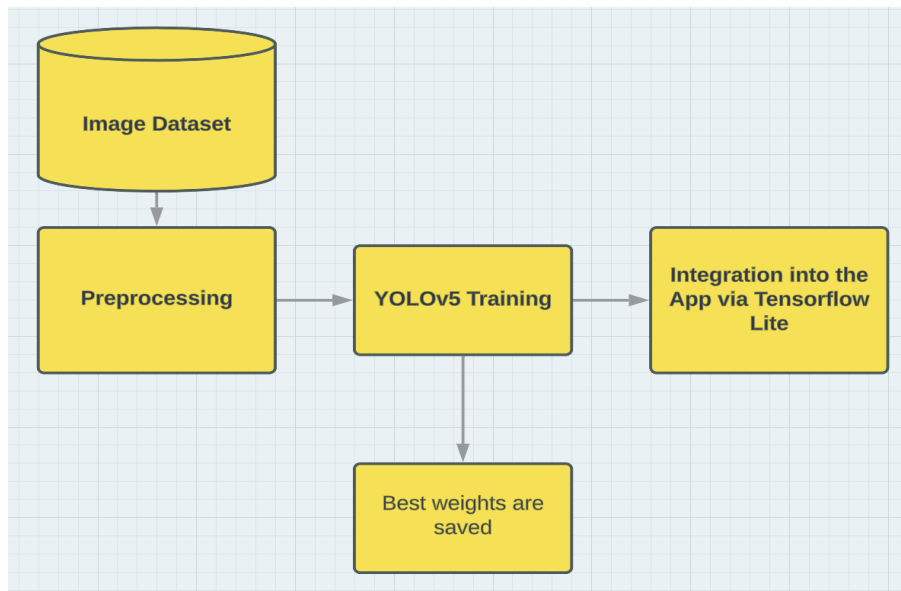 Image Dataset
Preprocessing
YOLOv5 Training
Integration into the
App via Tensorflow
Lite
Best weights are
saved